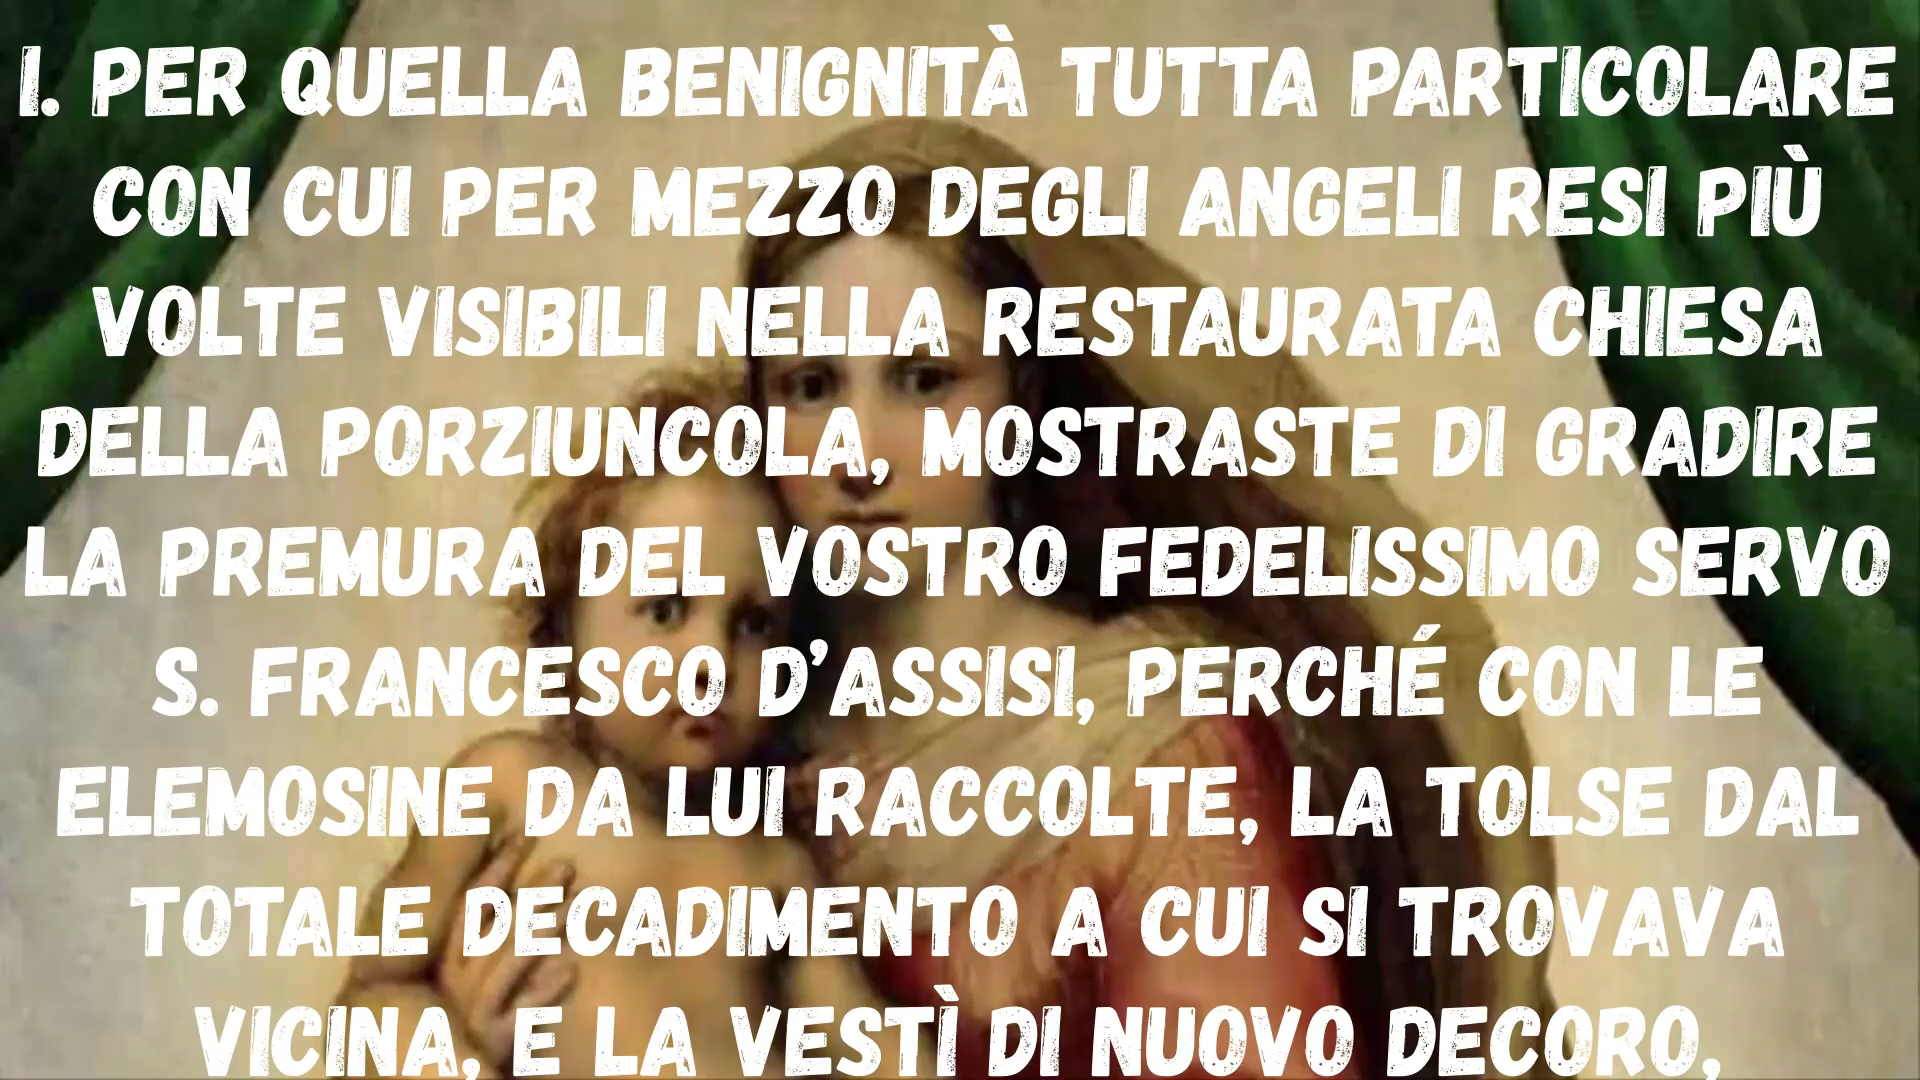 I. PER QUELLA BENIGNITÀ TUTTA PARTICOLARE
CON CUI PER MEZZO DEGLI ANGELI RESI PIÙ
VOLTE VISIBILI NELLA RESTAURATA CHIESA
DELLA PORZIUNCOLA, MOSTRASTE DI GRADIRE
LA PREMURA DEL VOSTRO FEDELISSIMO SERVO
S. FRANCESCO D’ASSISI, PERCHÉ CON LE
ELEMOSINE DA LUI RACCOLTE, LA TOLSE DAL
TOTALE DECADIMENTO A CUI SI TROVAVA
VICINA, E LA VESTÌ DI NUOVO DECORO,